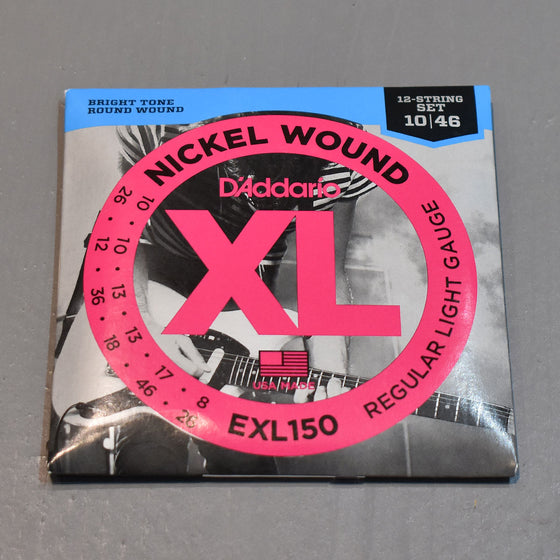 BRIGHT TONE
ROUND WOUND
12-STRING
SET
10|46
NICKEL WOUND
D'Addario
XL
USA MADE
10 • 10 • 13 • 13 • 17 • 8
26 • 12 • 36 • 18 • 46 • 26
EXL150
REGULAR LIGHT GAUGE